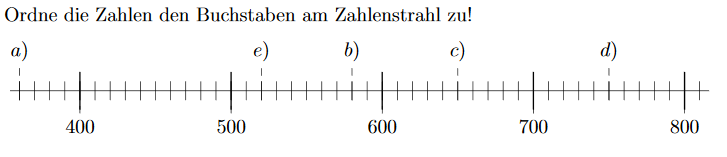 Ordne die Zahlen den Buchstaben am Zahlenstrahl zu!
a) e) b) c) d)
400 500 600 700 800